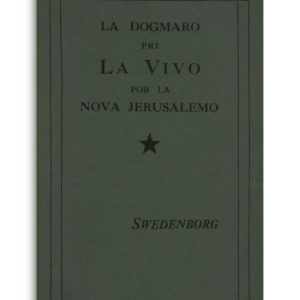 LA DOGMARO
PRI
LA VIVO
POR LA
NOVA JERUSALEMO
SWEDENBORG